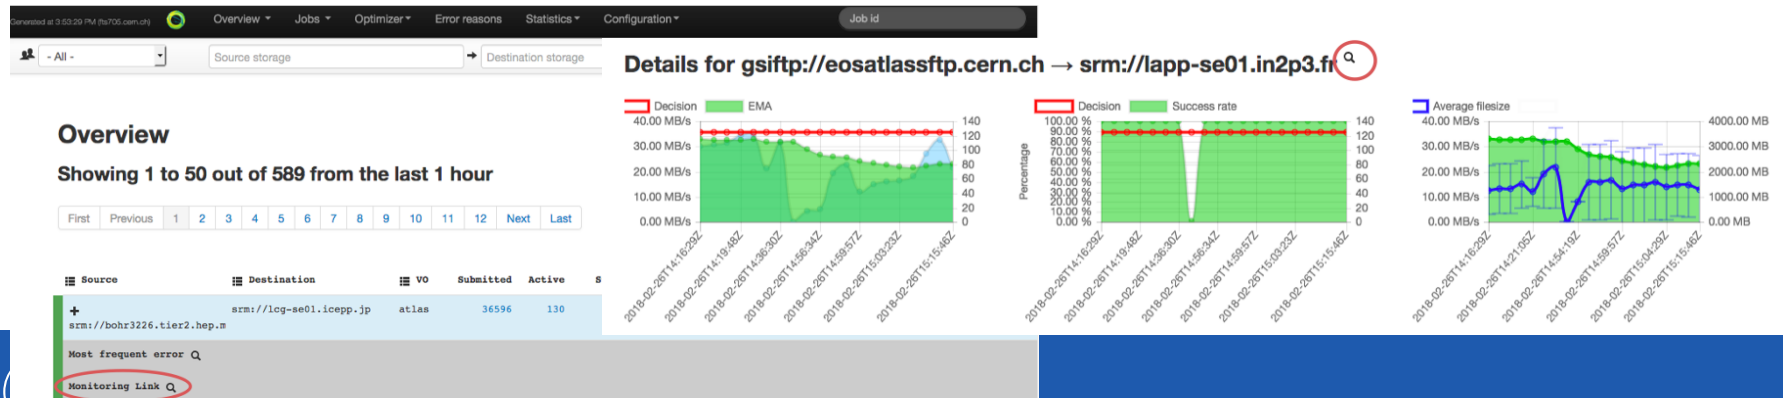 Generated at 3:53:29 PM (fts705.cern.ch)
Overview Jobs Optimizer Error reasons Statistics Configuration Job id
- All - Source storage → Destination storage
Overview
Showing 1 to 50 out of 589 from the last 1 hour
First Previous 1 2 3 4 5 6 7 8 9 10 11 12 Next Last
Source Destination VO Submitted Active S
+ srm://lcg-se01.icepp.jp atlas 36596 130
srm://bohr3226.tier2.hep.m
Most frequent error
Monitoring Link
Details for gsiftp://eosatlassftp.cern.ch → srm://lapp-se01.in2p3.fr
Decision EMA
40.00 MB/s 140
120
30.00 MB/s 100
20.00 MB/s 80
60
10.00 MB/s 40
20
0.00 MB/s 0
2018-02-26T14:16:29Z
2018-02-26T14:19:48Z
2018-02-26T14:36:30Z
2018-02-26T14:56:34Z
2018-02-26T14:59:57Z
2018-02-26T15:03:23Z
2018-02-26T15:15:46Z
Decision Success rate
Percentage
100.00 % 140
90.00 % 120
80.00 %
70.00 % 100
60.00 % 80
50.00 %
40.00 % 60
30.00 % 40
20.00 %
10.00 % 20
0.00 % 0
2018-02-26T14:16:29Z
2018-02-26T14:19:48Z
2018-02-26T14:36:30Z
2018-02-26T14:56:34Z
2018-02-26T14:59:57Z
2018-02-26T15:03:23Z
2018-02-26T15:15:46Z
Average filesize
40.00 MB/s 4000.00 MB
30.00 MB/s 3000.00 MB
20.00 MB/s 2000.00 MB
10.00 MB/s 1000.00 MB
0.00 MB/s 0.00 MB
2018-02-26T14:16:29Z
2018-02-26T14:21:05Z
2018-02-26T14:54:19Z
2018-02-26T14:59:57Z
2018-02-26T15:04:29Z
2018-02-26T15:15:46Z